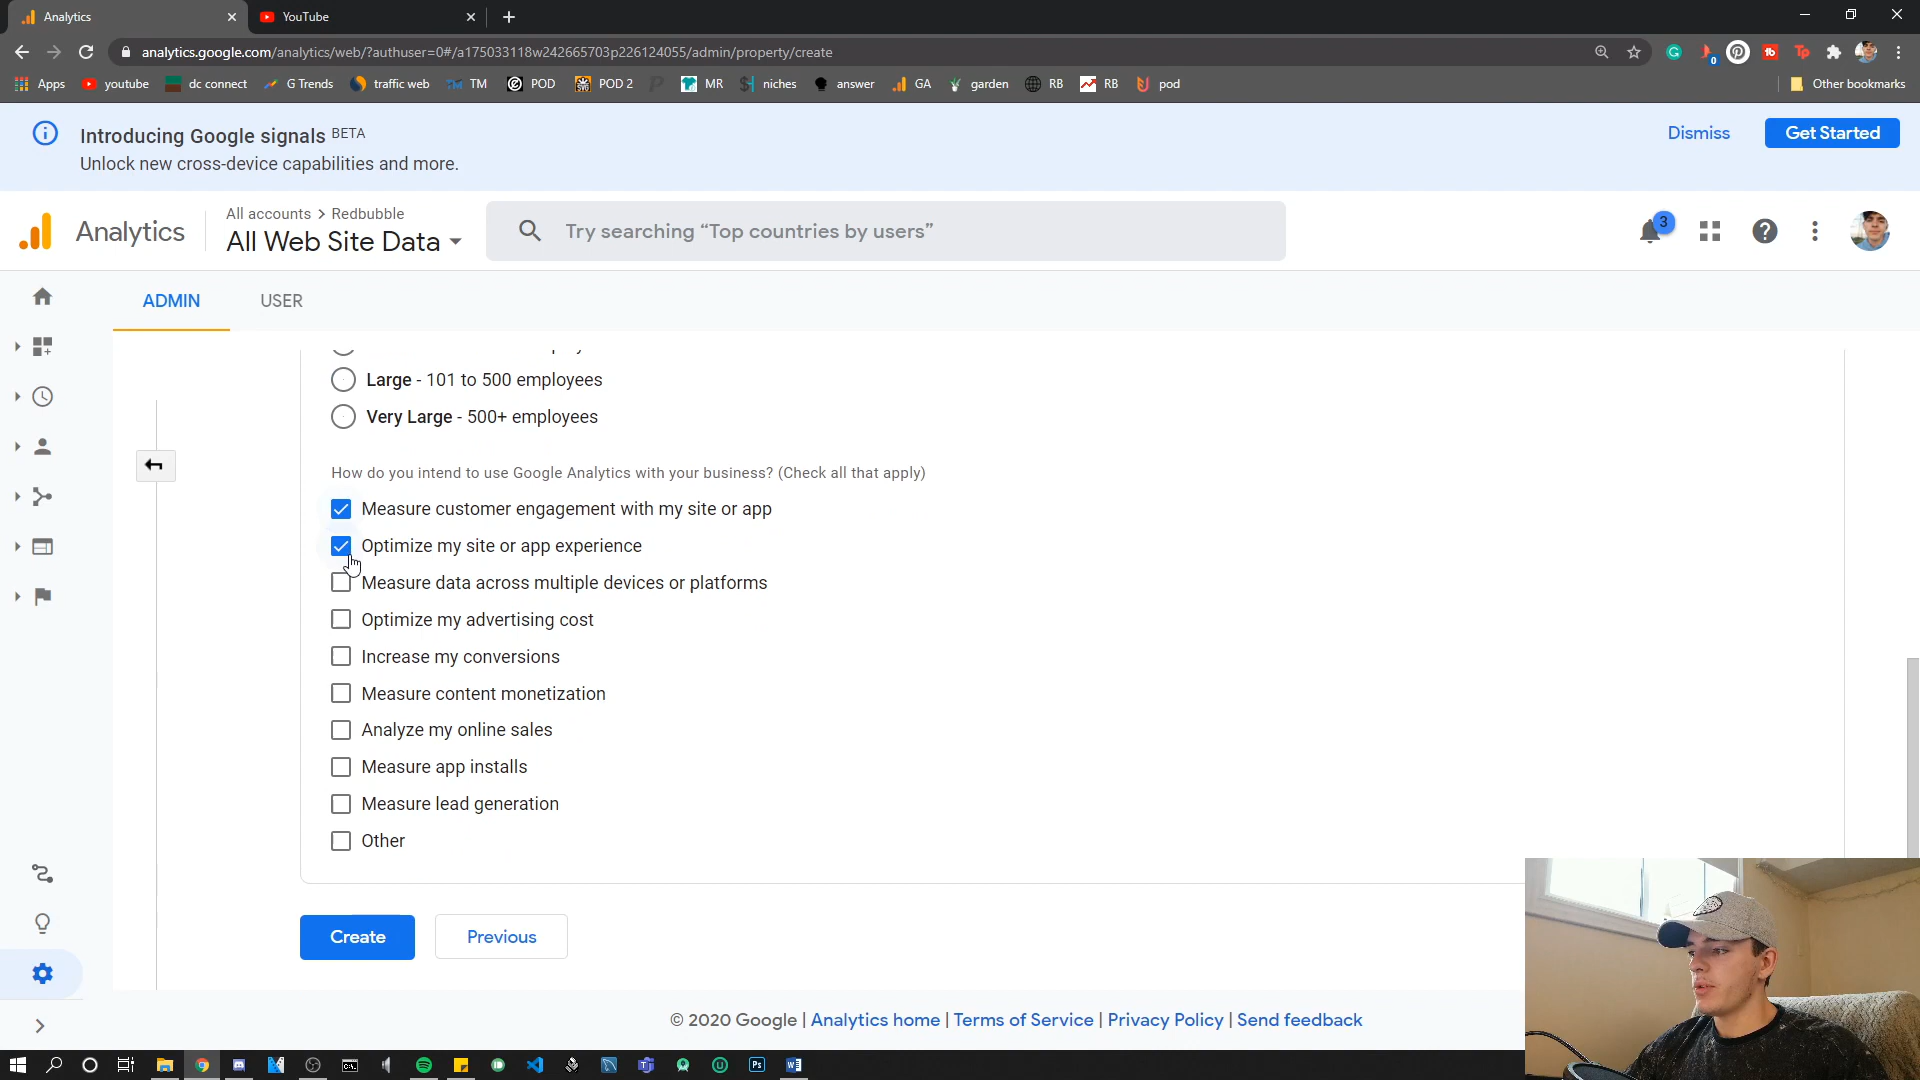 Analytics
YouTube
analytics.google.com/analytics/web/?authuser=0#/a175033118w242665703p226124055/admin/property/create
0
Apps youtube dc connect G Trends traffic web TM POD POD 2 MR niches answer GA garden RB RB pod Other bookmarks
Introducing Google signals BETA
Unlock new cross-device capabilities and more.
Dismiss
Get Started
Analytics
All accounts > Redbubble
All Web Site Data
Try searching “Top countries by users”
3
ADMIN USER
Large - 101 to 500 employees
Very Large - 500+ employees
How do you intend to use Google Analytics with your business? (Check all that apply)
Measure customer engagement with my site or app
Optimize my site or app experience
Measure data across multiple devices or platforms
Optimize my advertising cost
Increase my conversions
Measure content monetization
Analyze my online sales
Measure app installs
Measure lead generation
Other
Create Previous
© 2020 Google | Analytics home | Terms of Service | Privacy Policy | Send feedback